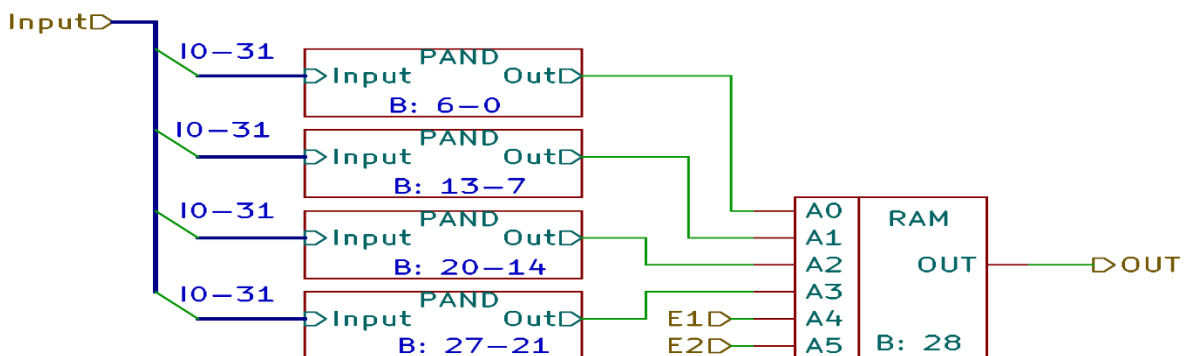 Input
I0-31
PAND
Input Out
B: 6-0
I0-31
PAND
Input Out
B: 13-7
I0-31
PAND
Input Out
B: 20-14
I0-31
PAND
Input Out
B: 27-21
A0
A1
A2
A3
A4
A5
RAM
OUT
B: 28
E1
E2
OUT